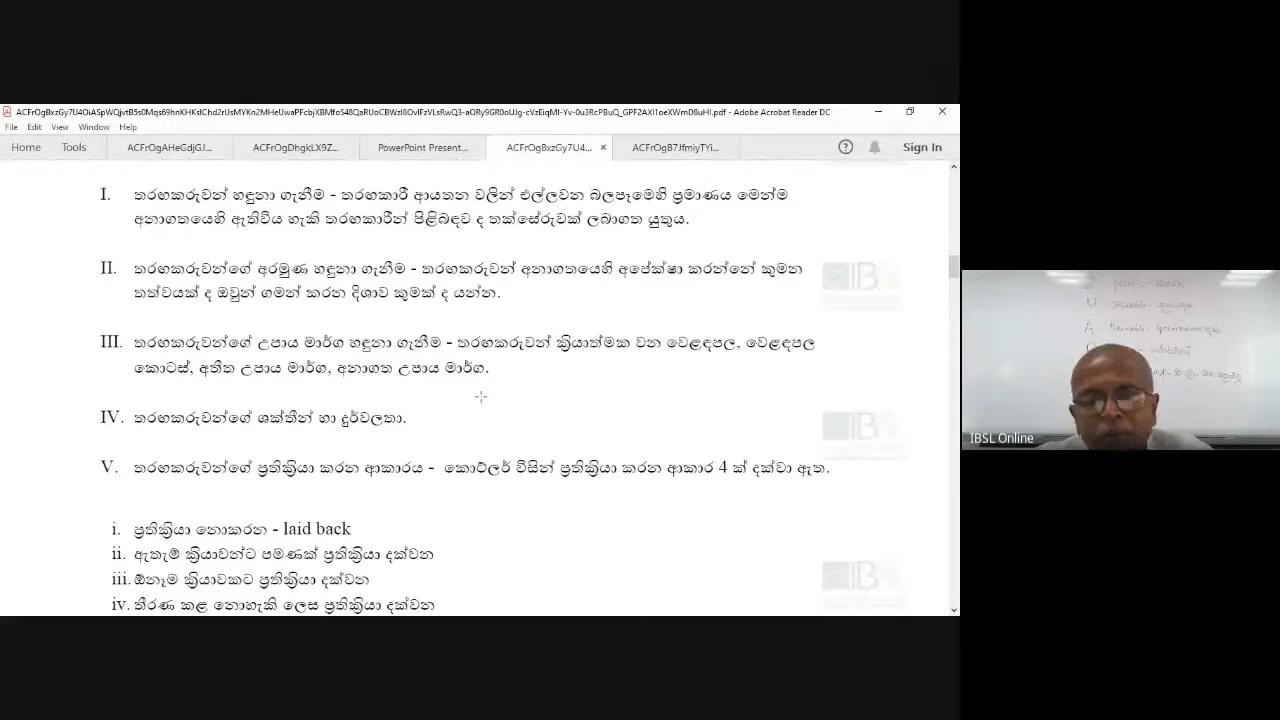 ACFrOgBxzGy7U4OiASpWQjvtB5s0Mqs69hnKHKsIChd2rUsMYKn2MHeUwaPFcbjXBMfoS48QaRUoCBWzI8OvIFzVLsRwQ3-aORy9GR0oUJg-cVzEiqMI-Yv-0u3RcPBuQ_GPF2AXI1oeXWmD8uHI.pdf - Adobe Acrobat Reader DC
File Edit View Window Help
Home Tools ACFrOgAHeGdjGJ... ACFrOgDhgkLX9Z... PowerPoint Present... ACFrOgBxzGy7U4... × ACFrOgB7JfmiyTYi... Sign In
I. තරඟකරුවන් හඳුනා ගැනීම - තරඟකාරී ආයතන වලින් එල්ලවන බලපෑමෙහි ප්‍රමාණය මෙන්ම
අනාගතයෙහි ඇතිවිය හැකි තරඟකාරීන් පිළිබඳව ද තක්සේරුවක් ලබාගත යුතුය.
II. තරඟකරුවන්ගේ අරමුණ හඳුනා ගැනීම - තරඟකරුවන් අනාගතයෙහි අපේක්ෂා කරන්නේ කුමන
තත්වයක් ද ඔවුන් ගමන් කරන දිශාව කුමක් ද යන්න.
III. තරඟකරුවන්ගේ උපාය මාර්ග හඳුනා ගැනීම - තරඟකරුවන් ක්‍රියාත්මක වන වෙළඳපල, වෙළඳපල
කොටස්, අතීත උපාය මාර්ග, අනාගත උපාය මාර්ග.
IV. තරඟකරුවන්ගේ ශක්තීන් හා දුර්වලතා.
V. තරඟකරුවන්ගේ ප්‍රතික්‍රියා කරන ආකාරය - කොට්ලර් විසින් ප්‍රතික්‍රියා කරන ආකාර 4 ක් දක්වා ඇත.
i. ප්‍රතික්‍රියා නොකරන - laid back
ii. ඇතැම් ක්‍රියාවන්ට පමණක් ප්‍රතික්‍රියා දක්වන
iii. ඕනෑම ක්‍රියාවකට ප්‍රතික්‍රියා දක්වන
iv. තීරණ කළ නොහැකි ලෙස ප්‍රතික්‍රියා දක්වන
IBSL Online